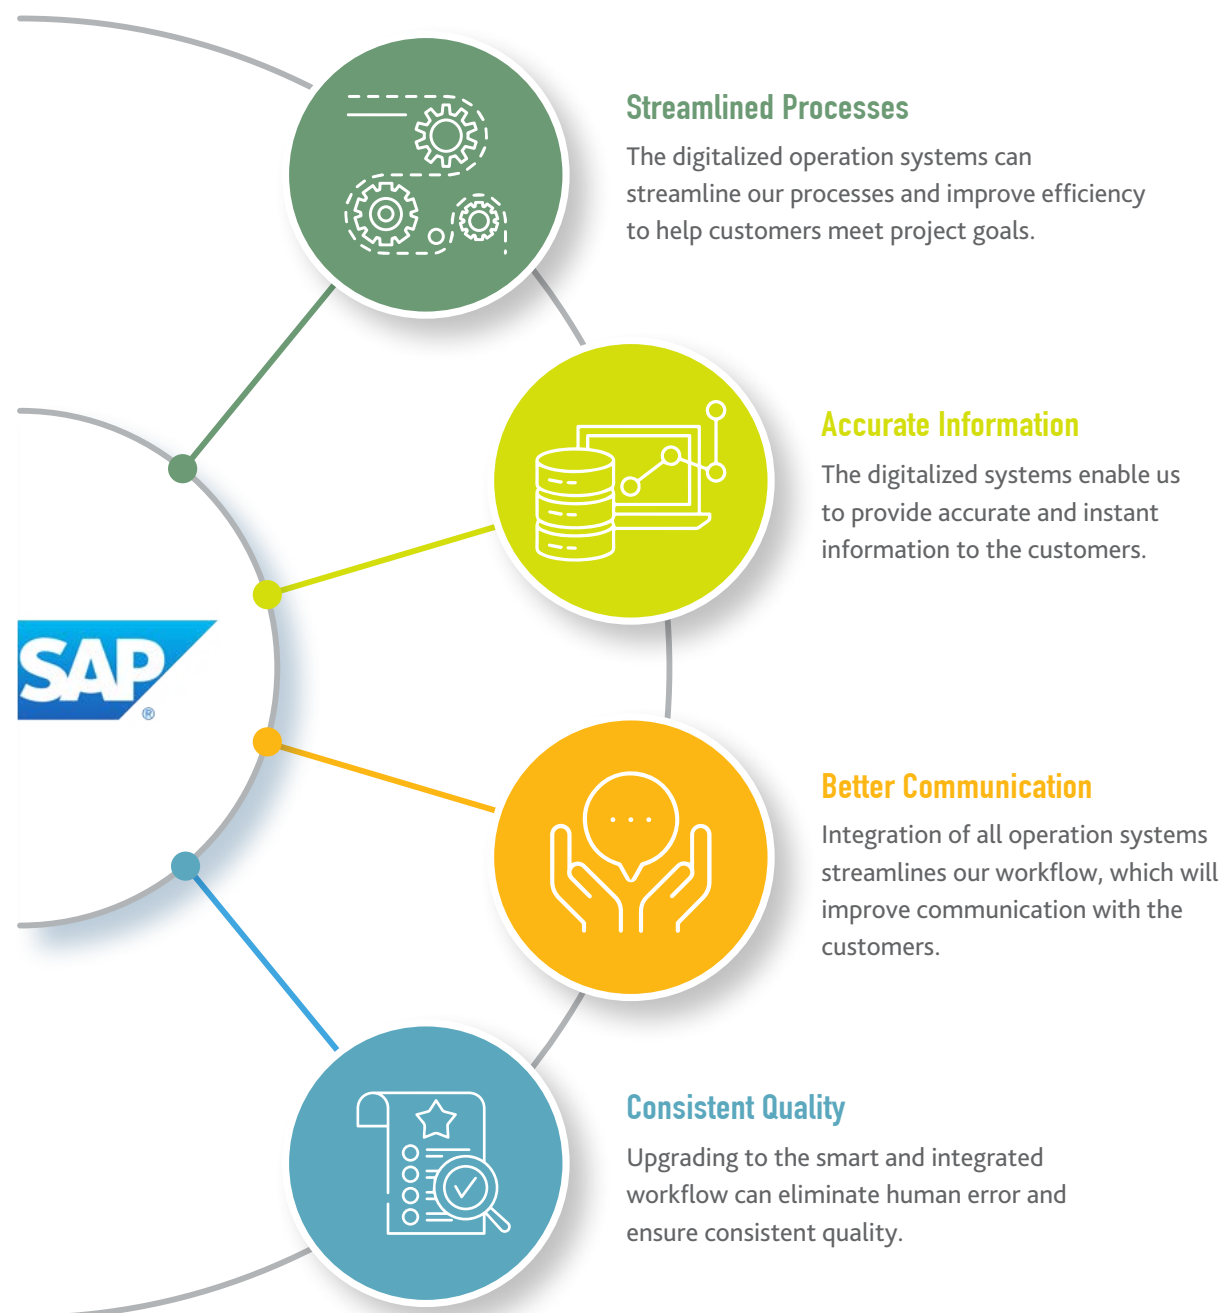 Streamlined Processes
The digitalized operation systems can
streamline our processes and improve efficiency
to help customers meet project goals.
Accurate Information
The digitalized systems enable us
to provide accurate and instant
information to the customers.
SAP
®
Better Communication
Integration of all operation systems
streamlines our workflow, which will
improve communication with the
customers.
Consistent Quality
Upgrading to the smart and integrated
workflow can eliminate human error and
ensure consistent quality.